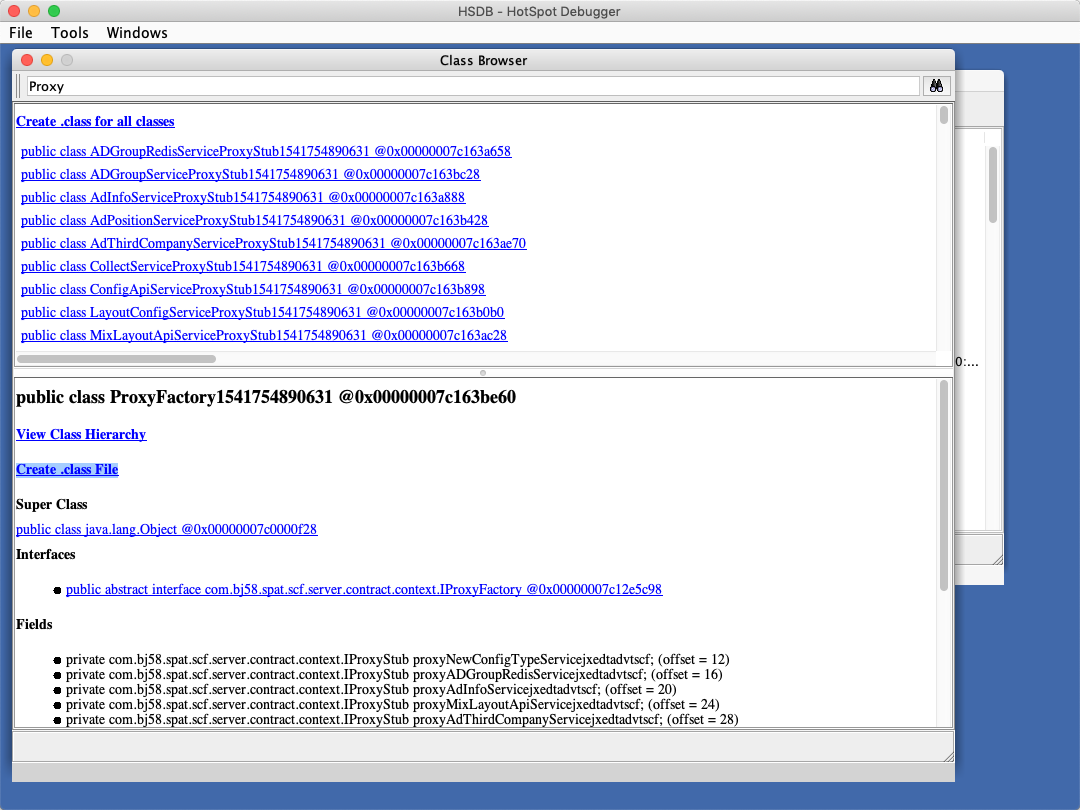 HSDB - HotSpot Debugger
File Tools Windows
Class Browser
Proxy
Create .class for all classes
public class ADGroupRedisServiceProxyStub1541754890631 @0x00000007c163a658
public class ADGroupServiceProxyStub1541754890631 @0x00000007c163bc28
public class AdInfoServiceProxyStub1541754890631 @0x00000007c163a888
public class AdPositionServiceProxyStub1541754890631 @0x00000007c163b428
public class AdThirdCompanyServiceProxyStub1541754890631 @0x00000007c163ae70
public class CollectServiceProxyStub1541754890631 @0x00000007c163b668
public class ConfigApiServiceProxyStub1541754890631 @0x00000007c163b898
public class LayoutConfigServiceProxyStub1541754890631 @0x00000007c163b0b0
public class MixLayoutApiServiceProxyStub1541754890631 @0x00000007c163ac28
0:...
public class ProxyFactory1541754890631 @0x00000007c163be60
View Class Hierarchy
Create .class File
Super Class
public class java.lang.Object @0x00000007c0000f28
Interfaces
public abstract interface com.bj58.spat.scf.server.contract.context.IProxyFactory @0x00000007c12e5c98
Fields
private com.bj58.spat.scf.server.contract.context.IProxyStub proxyNewConfigTypeServicejxedtadvtscf; (offset = 12)
private com.bj58.spat.scf.server.contract.context.IProxyStub proxyADGroupRedisServicejxedtadvtscf; (offset = 16)
private com.bj58.spat.scf.server.contract.context.IProxyStub proxyAdInfoServicejxedtadvtscf; (offset = 20)
private com.bj58.spat.scf.server.contract.context.IProxyStub proxyMixLayoutApiServicejxedtadvtscf; (offset = 24)
private com.bj58.spat.scf.server.contract.context.IProxyStub proxyAdThirdCompanyServicejxedtadvtscf; (offset = 28)